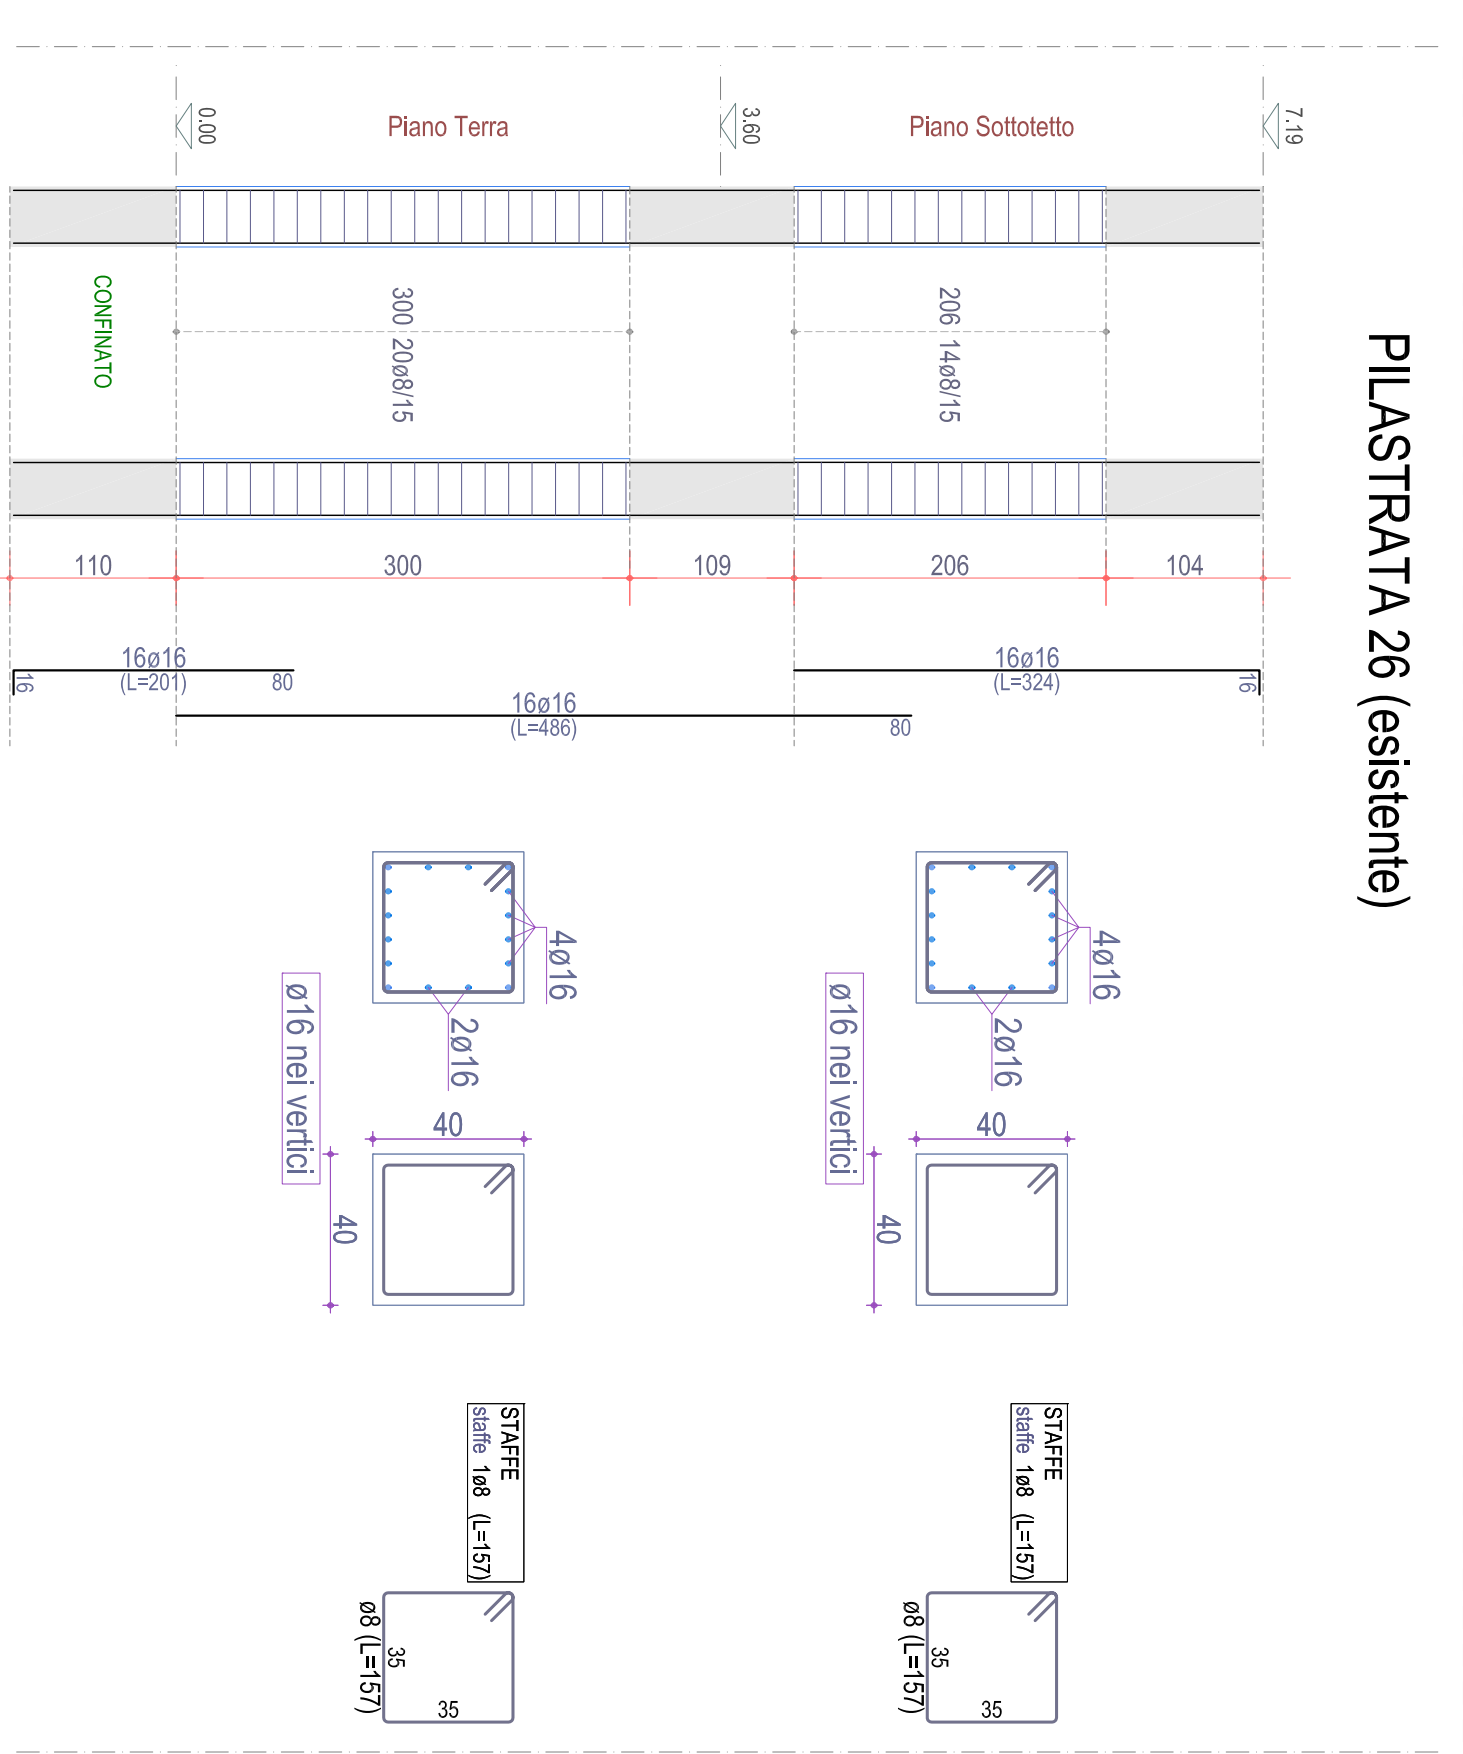 PILASTRATA 26 (esistente)
7.19
Piano Sottotetto
3.60
Piano Terra
0.00
206 14ø8/15
300 20ø8/15
CONFINATO
110
300
109
206
104
16ø16
(L=201)
80
16
16ø16
(L=324)
16
16ø16
(L=486)
80
4ø16
2ø16
ø16 nei vertici
40
40
4ø16
2ø16
ø16 nei vertici
40
40
STAFFE
staffe 1ø8 (L=157)
ø8 (L=157)
35
35
STAFFE
staffe 1ø8 (L=157)
ø8 (L=157)
35
35